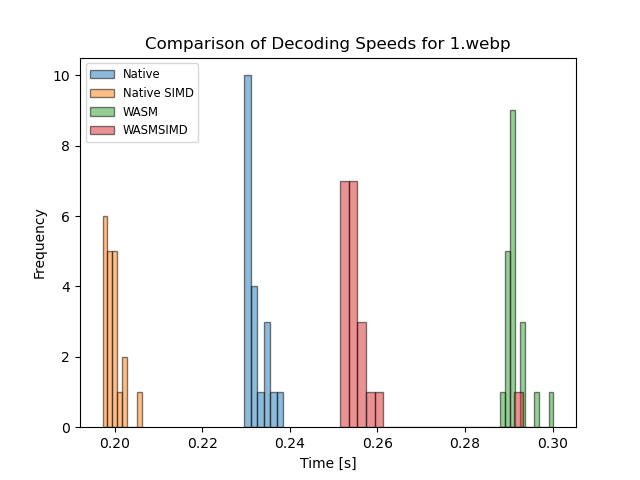 Comparison of Decoding Speeds for 1.webp
Native
Native SIMD
WASM
WASMSIMD
Frequency
10
8
6
4
2
0
0.20 0.22 0.24 0.26 0.28 0.30
Time [s]